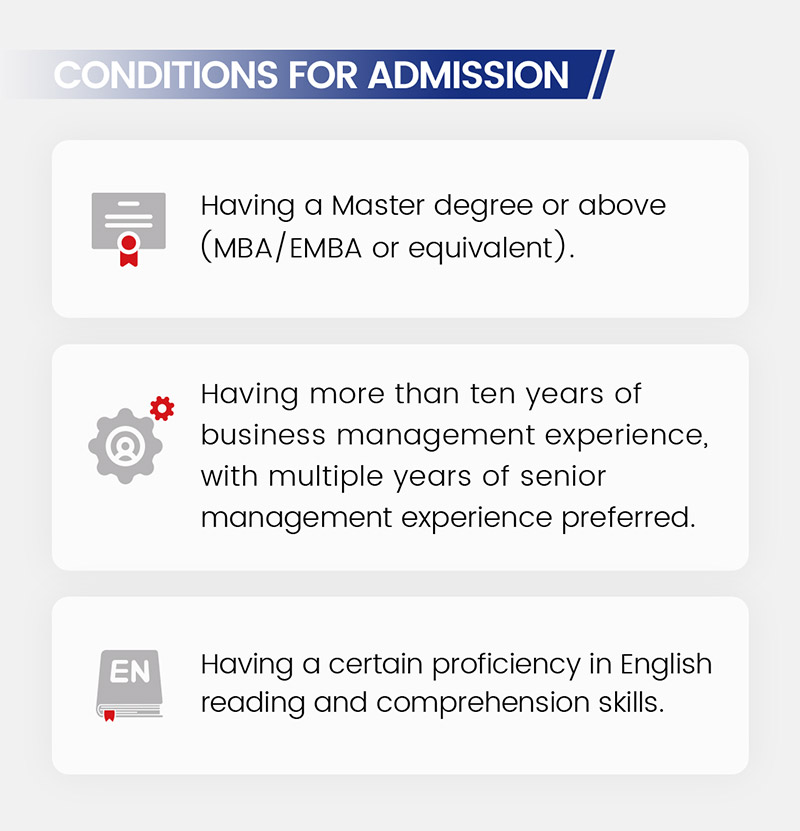 CONDITIONS FOR ADMISSION
Having a Master degree or above
(MBA/EMBA or equivalent).
Having more than ten years of
business management experience,
with multiple years of senior
management experience preferred.
EN
Having a certain proficiency in English
reading and comprehension skills.